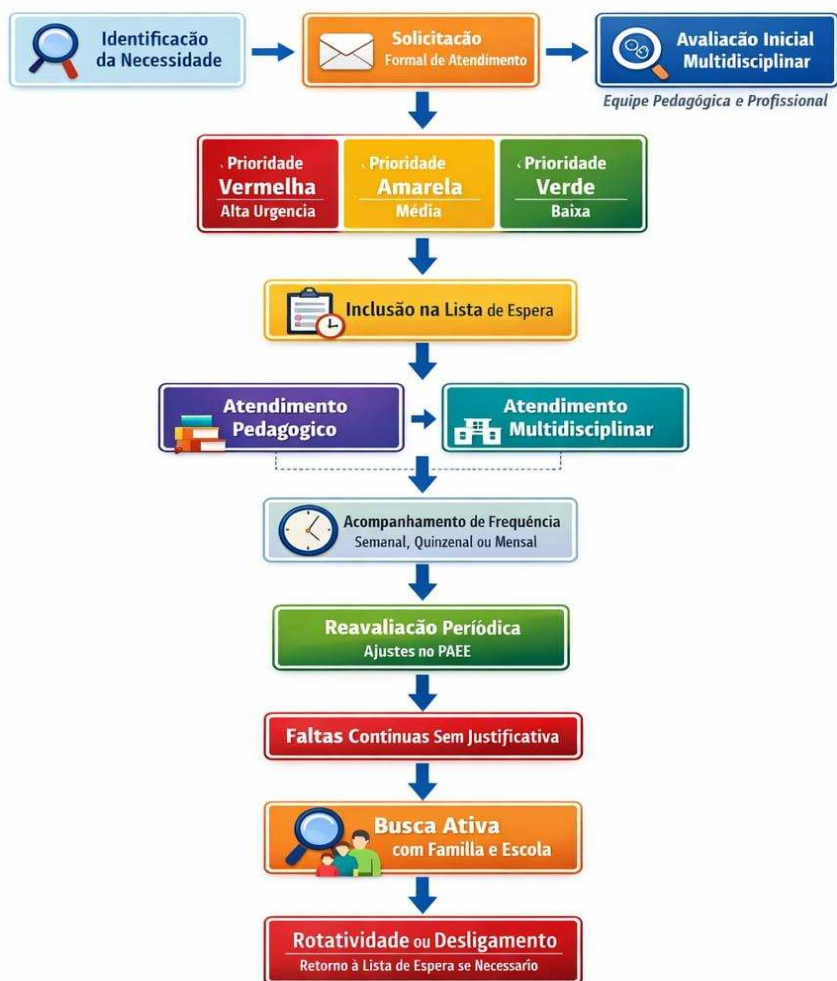 Identificacão
da Necessidade
Solicitacão
Formal de Atendimento
Avaliacão Inicial
Multidisciplinar
Equipe Pedagógica e Profissional
Prioridade
Vermelha
Alta Urgencia
Prioridade
Amarela
Média
Prioridade
Verde
Baixa
Inclusão na Lista de Espera
Atendimento
Pedagogico
Atendimento
Multidisciplinar
Acompanhamento de Frequência
Semanal, Quinzenal ou Mensal
Reavaliacão Períódica
Ajustes no PAEE
Faltas Continuas Sem Justificativa
Busca Ativa
com Familla e Escola
Rotatividade ou Desligamento
Retorno à Lista de Espera se Necessario